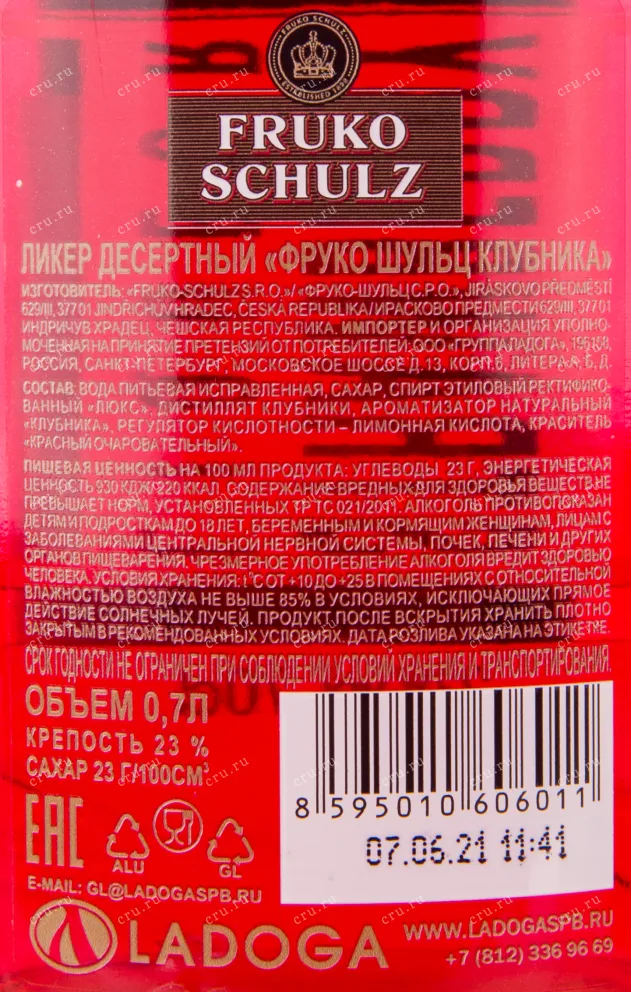 FRUKO SCHULZ
ESTABLISHED
FRUKO
SCHULZ
ЛИКЕР ДЕСЕРТНЫЙ «ФРУКО ШУЛЬЦ КЛУБНИКА»
ИЗГОТОВИТЕЛЬ: «FRUKO-SCHULZ S.R.O.»/«ФРУКО-ШУЛЬЦ С.Р.О.», JIRÁSKOVO PŘEDMĚSTÍ
629/III, 37701 JINDŘICHŮV HRADEC, ČESKÁ REPUBLIKA/ИРАСКОВО ПРЕДМЕСТИ 629/III, 37701
ИНДРИЧУВ ХРАДЕЦ, ЧЕШСКАЯ РЕСПУБЛИКА. ИМПОРТЕР И ОРГАНИЗАЦИЯ УПОЛНО-
МОЧЕННАЯ НА ПРИНЯТИЕ ПРЕТЕНЗИЙ ОТ ПОТРЕБИТЕЛЕЙ: ООО «ГРУППА ЛАДОГА»,
РОССИЯ, САНКТ-ПЕТЕРБУРГ, МОСКОВСКОЕ ШОССЕ Д.13, КОРП 6, ЛИТЕРА
СОСТАВ: ВОДА ПИТЬЕВАЯ ИСПРАВЛЕННАЯ, САХАР, СПИРТ ЭТИЛОВЫЙ РЕКТИФИКО-
ВАННЫЙ «ЛЮКС», ДИСТИЛЛЯТ КЛУБНИКИ, АРОМАТИЗАТОР НАТУРАЛЬНЫЙ
«КЛУБНИКА», РЕГУЛЯТОР КИСЛОТНОСТИ – ЛИМОННАЯ КИСЛОТА, КРАСИТЕЛЬ
«КРАСНЫЙ ОЧАРОВАТЕЛЬНЫЙ».
ПИЩЕВАЯ ЦЕННОСТЬ НА 100 МЛ ПРОДУКТА: УГЛЕВОДЫ 23 Г, ЭНЕРГЕТИЧЕСКАЯ
ЦЕННОСТЬ 930 КДЖ/220 ККАЛ. СОДЕРЖАНИЕ ВРЕДНЫХ ДЛЯ ЗДОРОВЬЯ ВЕЩЕСТВ НЕ
ПРЕВЫШАЕТ НОРМ, УСТАНОВЛЕННЫХ ТР ТС 021/2011. АЛКОГОЛЬ ПРОТИВОПОКАЗАН
ДЕТЯМ И ПОДРОСТКАМ ДО 18 ЛЕТ, БЕРЕМЕННЫМ И КОРМЯЩИМ ЖЕНЩИНАМ, ЛИЦАМ С
ЗАБОЛЕВАНИЯМИ ЦЕНТРАЛЬНОЙ НЕРВНОЙ СИСТЕМЫ, ПОЧЕК, ПЕЧЕНИ И ДРУГИХ
ОРГАНОВ ПИЩЕВАРЕНИЯ. ЧРЕЗМЕРНОЕ УПОТРЕБЛЕНИЕ АЛКОГОЛЯ ВРЕДИТ ЗДОРОВЬЮ
ЧЕЛОВЕКА. УСЛОВИЯ ХРАНЕНИЯ: t °С ОТ +10 ДО +25 В ПОМЕЩЕНИЯХ С ОТНОСИТЕЛЬНОЙ
ВЛАЖНОСТЬЮ ВОЗДУХА НЕ ВЫШЕ 85% В УСЛОВИЯХ, ИСКЛЮЧАЮЩИХ ПРЯМОЕ
ДЕЙСТВИЕ СОЛНЕЧНЫХ ЛУЧЕЙ. ПРОДУКТ ПОСЛЕ ВСКРЫТИЯ ХРАНИТЬ ПЛОТНО
ЗАКРЫТЫМ В РЕКОМЕНДОВАННЫХ УСЛОВИЯХ. ДАТА РОЗЛИВА УКАЗАНА НА ЭТИКЕТКЕ.
СРОК ГОДНОСТИ НЕ ОГРАНИЧЕН ПРИ СОБЛЮДЕНИИ УСЛОВИЙ ХРАНЕНИЯ И ТРАНСПОРТИРОВАНИЯ.
ОБЪЕМ 0,7Л
КРЕПОСТЬ 23 %
САХАР 23 Г/100СМ³
8 595010 606011
07.06.21 11:41
EAC
ALU
GL
E-MAIL: GL@LADOGASPB.RU
LADOGA
WWW.LADOGASPB.RU
+7 (812) 336 96 69
cru.ru